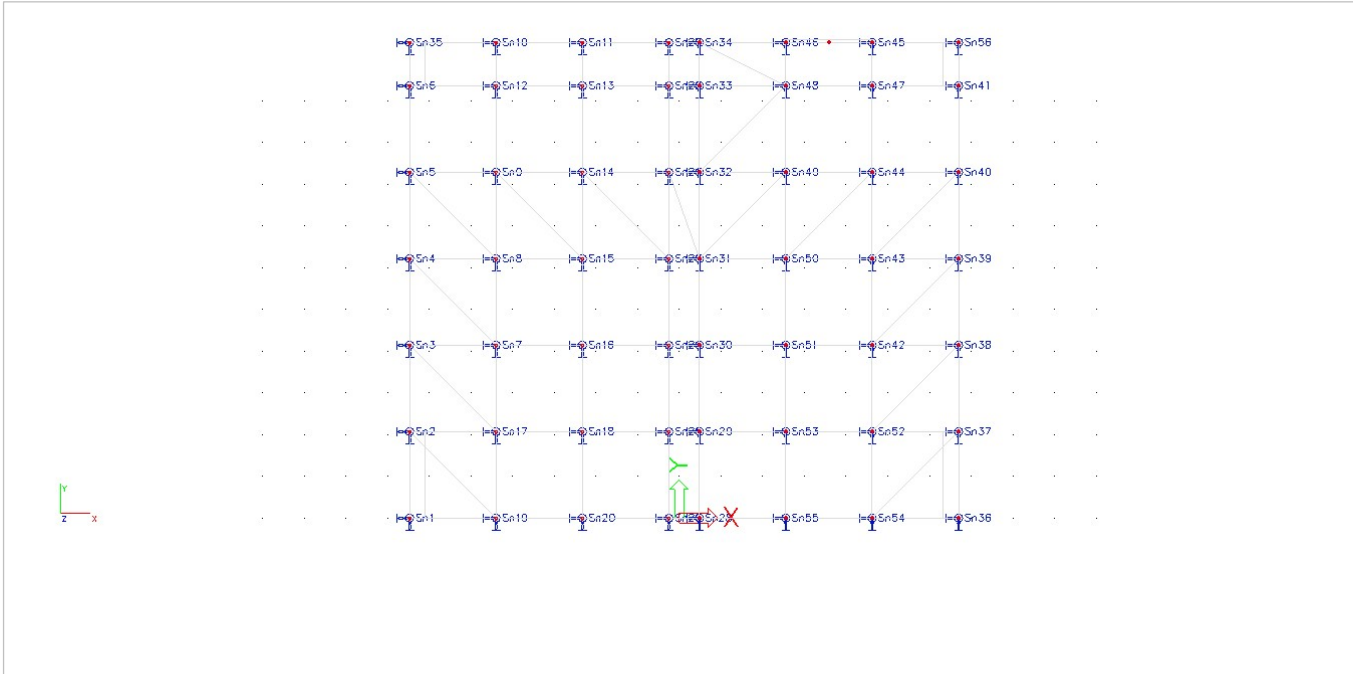 Sn35 Sn10 Sn11 Sn34 Sn46 Sn45 Sn56
Sn6 Sn12 Sn13 Sn33 Sn48 Sn47 Sn41
Sn5 Sn9 Sn14 Sn32 Sn49 Sn44 Sn40
Sn4 Sn8 Sn15 Sn31 Sn50 Sn43 Sn39
Sn3 Sn7 Sn16 Sn30 Sn51 Sn42 Sn38
Sn2 Sn17 Sn18 Sn29 Sn53 Sn52 Sn37
Y
Y
Z X
Sn1 Sn19 Sn20 X Sn55 Sn54 Sn36